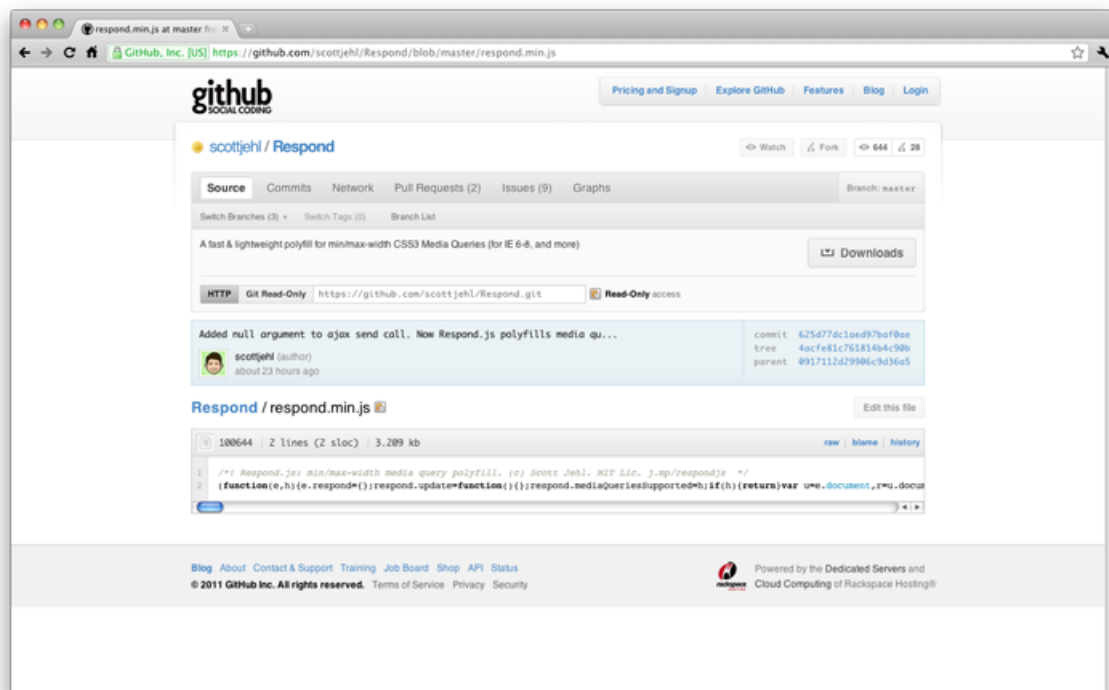 respond.min.js at master fro
GitHub, Inc. [US] https://github.com/scottjehl/Respond/blob/master/respond.min.js
github
SOCIAL CODING
Pricing and Signup Explore GitHub Features Blog Login
scottjehl / Respond
Watch Fork 644 28
Source Commits Network Pull Requests (2) Issues (9) Graphs Branch: master
Switch Branches (3) Switch Tags (0) Branch List
A fast & lightweight polyfill for min/max-width CSS3 Media Queries (for IE 6-8, and more)
Downloads
HTTP Git Read-Only https://github.com/scottjehl/Respond.git Read-Only access
Added null argument to ajax send call. Now Respond.js polyfills media qu...
scottjehl (author)
about 23 hours ago
commit 625d77dc1aed97baf0ae
tree 4acfe81c761814b4c90b
parent 0917112d29906c9d36a5
Respond / respond.min.js
Edit this file
100644 | 2 lines (2 sloc) | 3.209 kb raw | blame | history
1 /*! Respond.js: min/max-width media query polyfill. (c) Scott Jehl. MIT Lic. j.mp/respondjs */
2 (function(e,h){e.respond={};respond.update=function(){};respond.mediaQueriesSupported=h;if(h){return}var u=e.document,r=u.docum
Blog About Contact & Support Training Job Board Shop API Status
© 2011 GitHub Inc. All rights reserved. Terms of Service Privacy Security
rackspace
Powered by the Dedicated Servers and
Cloud Computing of Rackspace Hosting®